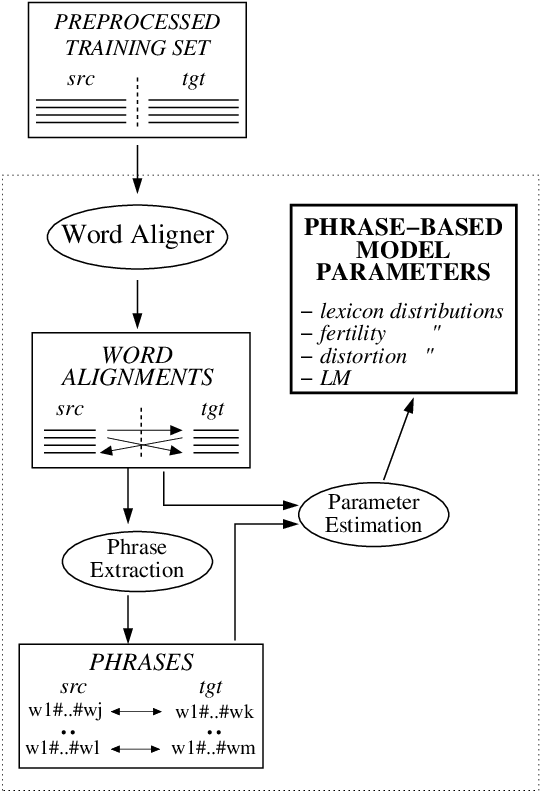 PREPROCESSED
TRAINING SET
src tgt
Word Aligner
PHRASE–BASED
MODEL
PARAMETERS
– lexicon distributions
– fertility "
– distortion "
– LM
WORD
ALIGNMENTS
src tgt
Parameter
Estimation
Phrase
Extraction
PHRASES
src tgt
w1#..#wj w1#..#wk
.. ..
w1#..#wl w1#..#wm